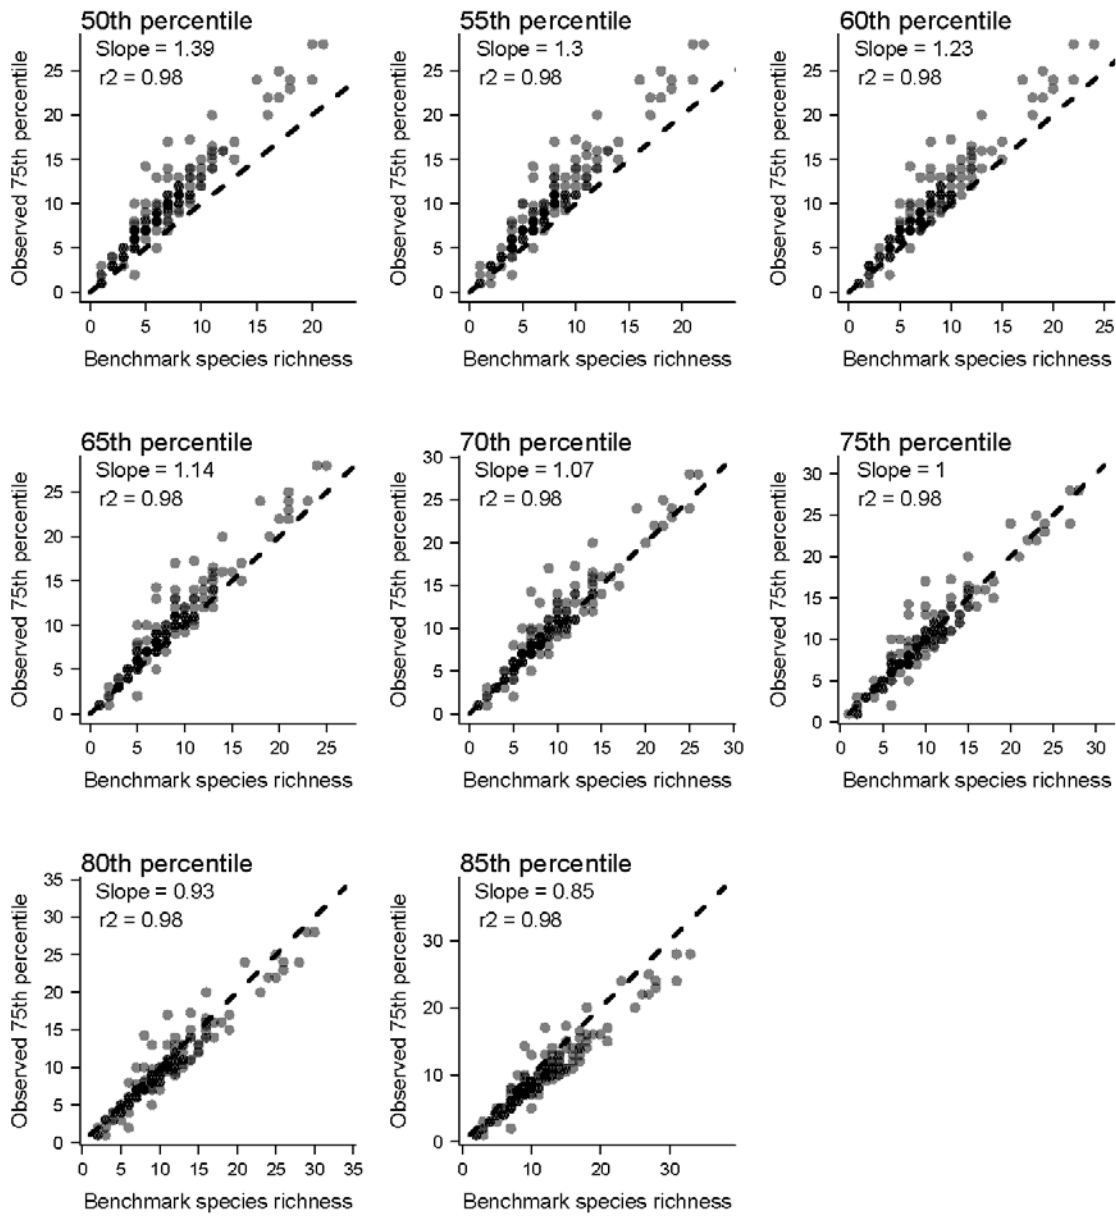 50th percentile
Slope = 1.39
r2 = 0.98
Observed 75th percentile
25
20
15
10
5
0
0 5 10 15 20
Benchmark species richness
55th percentile
Slope = 1.3
r2 = 0.98
Observed 75th percentile
25
20
15
10
5
0
0 5 10 15 20
Benchmark species richness
60th percentile
Slope = 1.23
r2 = 0.98
Observed 75th percentile
25
20
15
10
5
0
0 5 10 15 20 25
Benchmark species richness
65th percentile
Slope = 1.14
r2 = 0.98
Observed 75th percentile
25
20
15
10
5
0
0 5 10 15 20 25
Benchmark species richness
70th percentile
Slope = 1.07
r2 = 0.98
Observed 75th percentile
30
25
20
15
10
5
0
0 5 10 15 20 25 30
Benchmark species richness
75th percentile
Slope = 1
r2 = 0.98
Observed 75th percentile
30
25
20
15
10
5
0
0 5 10 15 20 25 30
Benchmark species richness
80th percentile
Slope = 0.93
r2 = 0.98
Observed 75th percentile
35
30
25
20
15
10
5
0
0 5 10 15 20 25 30 35
Benchmark species richness
85th percentile
Slope = 0.85
r2 = 0.98
Observed 75th percentile
30
20
10
0
0 10 20 30
Benchmark species richness